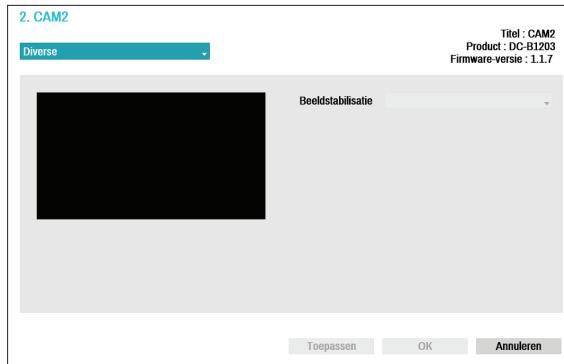 2. CAM2
Titel : CAM2
Product : DC-B1203
Firmware-versie : 1.1.7
Diverse
Beeldstabilisatie
Toepassen OK Annuleren